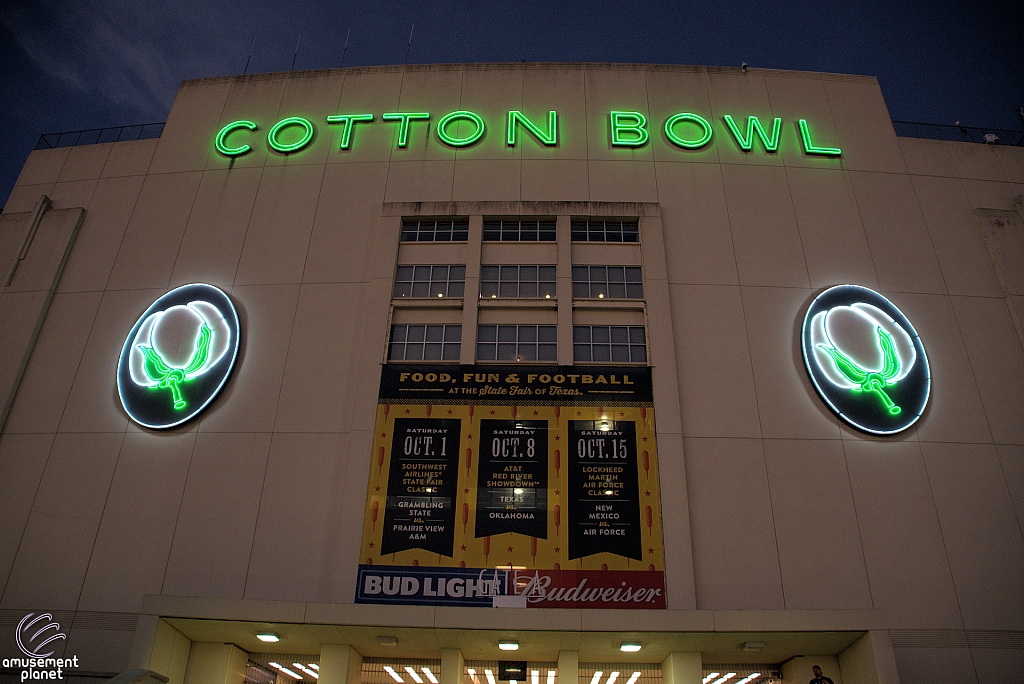 COTTON BOWL
FOOD, FUN & FOOTBALL
AT THE State Fair OF Texas.
SATURDAY
OCT. 1
SOUTHWEST
AIRLINES®
STATE FAIR
CLASSIC
GRAMBLING
STATE
vs.
PRAIRIE VIEW
A&M
SATURDAY
OCT. 8
AT&T
RED RIVER
SHOWDOWN™
TEXAS
vs.
OKLAHOMA
SATURDAY
OCT. 15
LOCKHEED
MARTIN
AIR FORCE
CLASSIC
NEW
MEXICO
vs.
AIR FORCE
BUD LIGHT
Budweiser.
GATE A
amusement
planet